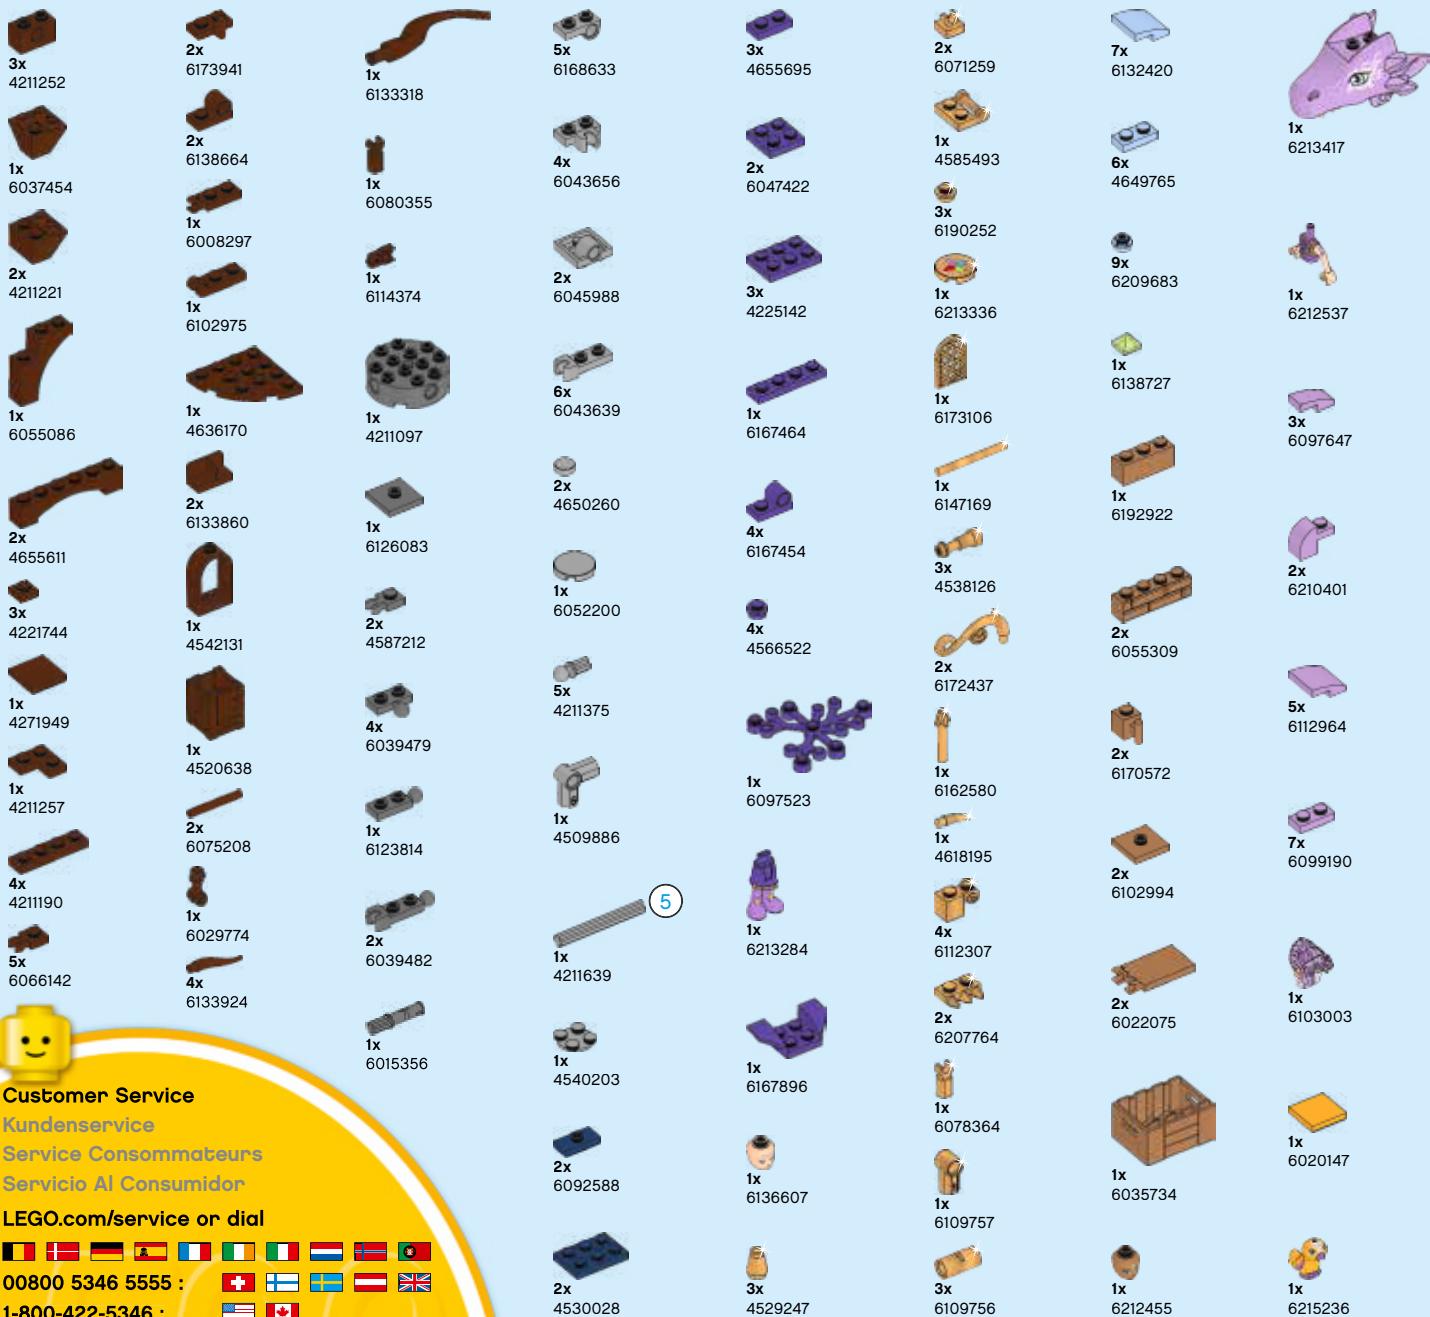 3x
4211252
1x
6037454
2x
4211221
1x
6055086
2x
4655611
3x
4221744
1x
4271949
1x
4211257
4x
4211190
5x
6066142
2x
6173941
2x
6138664
1x
6008297
1x
6102975
1x
4636170
2x
6133860
1x
4542131
1x
4520638
2x
6075208
1x
6029774
4x
6133924
1x
6133318
1x
6080355
1x
6114374
1x
4211097
1x
6126083
2x
4587212
4x
6039479
1x
6123814
2x
6039482
1x
6015356
5x
6168633
4x
6043656
2x
6045988
6x
6043639
2x
4650260
1x
6052200
5x
4211375
1x
4509886
5
1x
4211639
1x
4540203
2x
6092588
2x
4530028
3x
4655695
2x
6047422
3x
4225142
1x
6167464
4x
6167454
4x
4566522
1x
6097523
1x
6213284
1x
6167896
1x
6136607
3x
4529247
2x
6071259
1x
4585493
3x
6190252
1x
6213336
1x
6173106
1x
6147169
3x
4538126
2x
6172437
1x
6162580
1x
4618195
4x
6112307
2x
6207764
1x
6078364
1x
6109757
3x
6109756
7x
6132420
6x
4649765
9x
6209683
1x
6138727
1x
6192922
2x
6055309
2x
6170572
2x
6102994
2x
6022075
1x
6035734
1x
6212455
1x
6213417
1x
6212537
3x
6097647
2x
6210401
5x
6112964
7x
6099190
1x
6103003
1x
6020147
1x
6215236
Customer Service
Kundenservice
Service Consommateurs
Servicio Al Consumidor
LEGO.com/service or dial
00800 5346 5555 :
1-800-422-5346 :